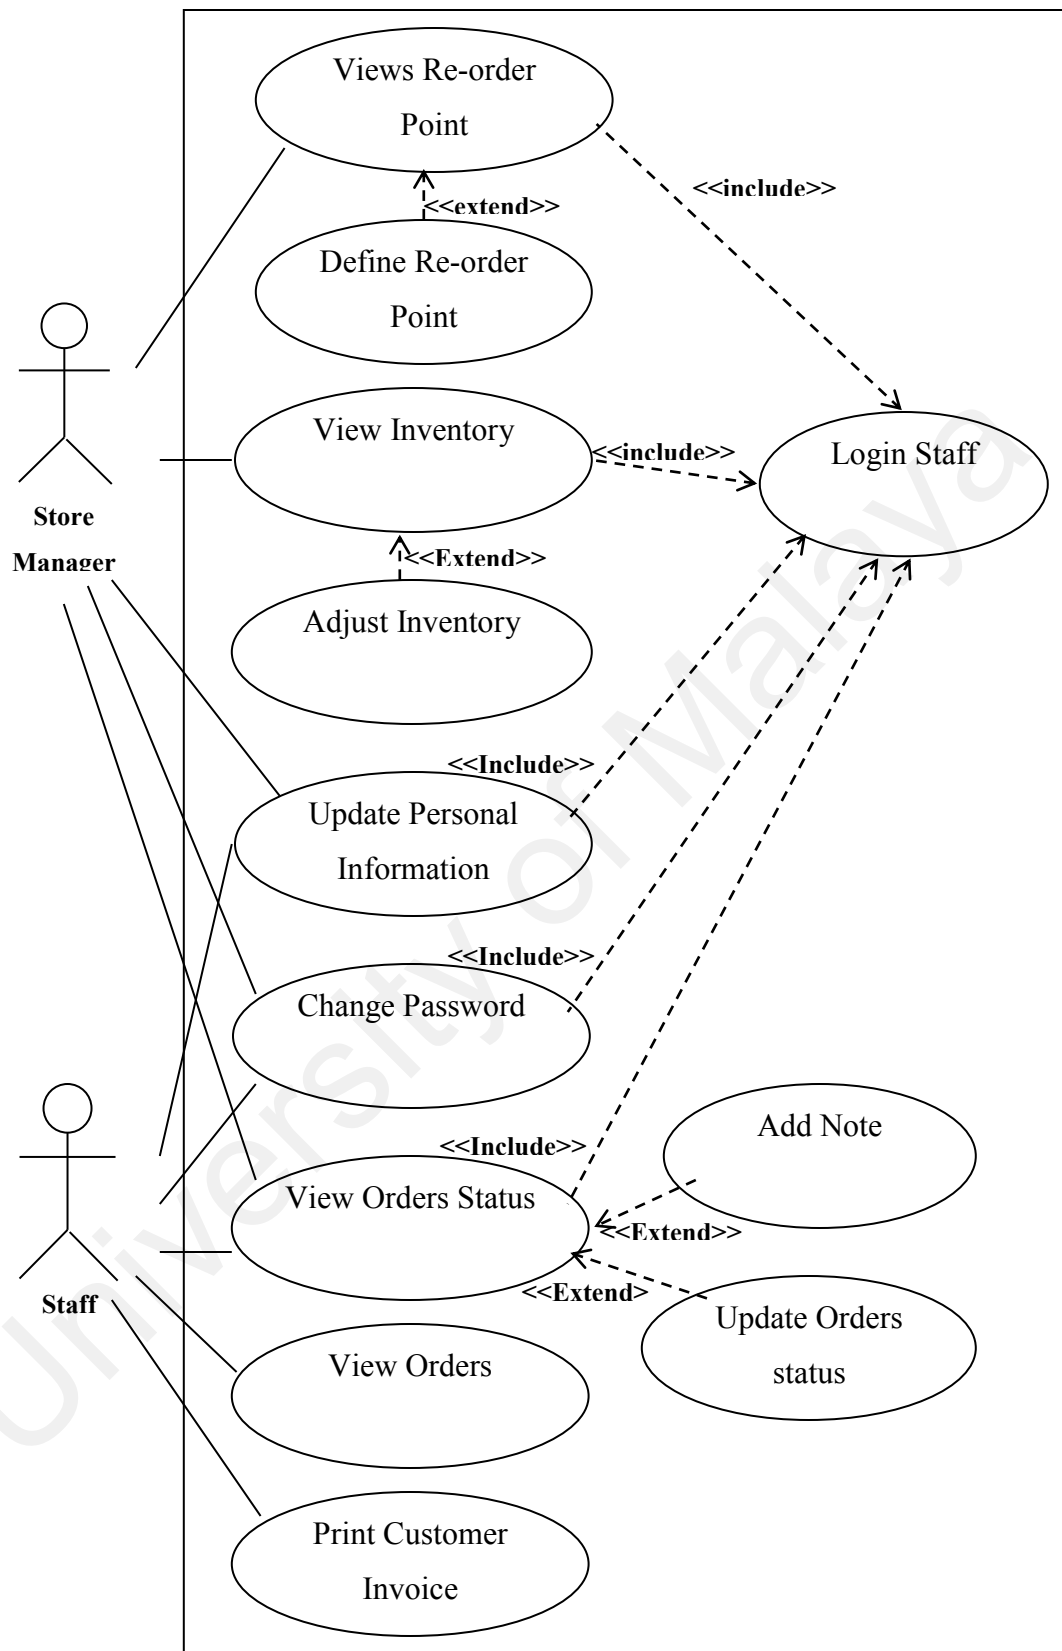 Views Re-order
Point
<<include>>
<<extend>>
Define Re-order
Point
View Inventory
<<include>>
Login Staff
Store
Manager
<<Extend>>
Adjust Inventory
<<Include>>
Update Personal
Information
<<Include>>
Change Password
Add Note
<<Include>>
View Orders Status
<<Extend>>
<<Extend>
Staff
Update Orders
status
View Orders
Print Customer
Invoice
University of Malaya